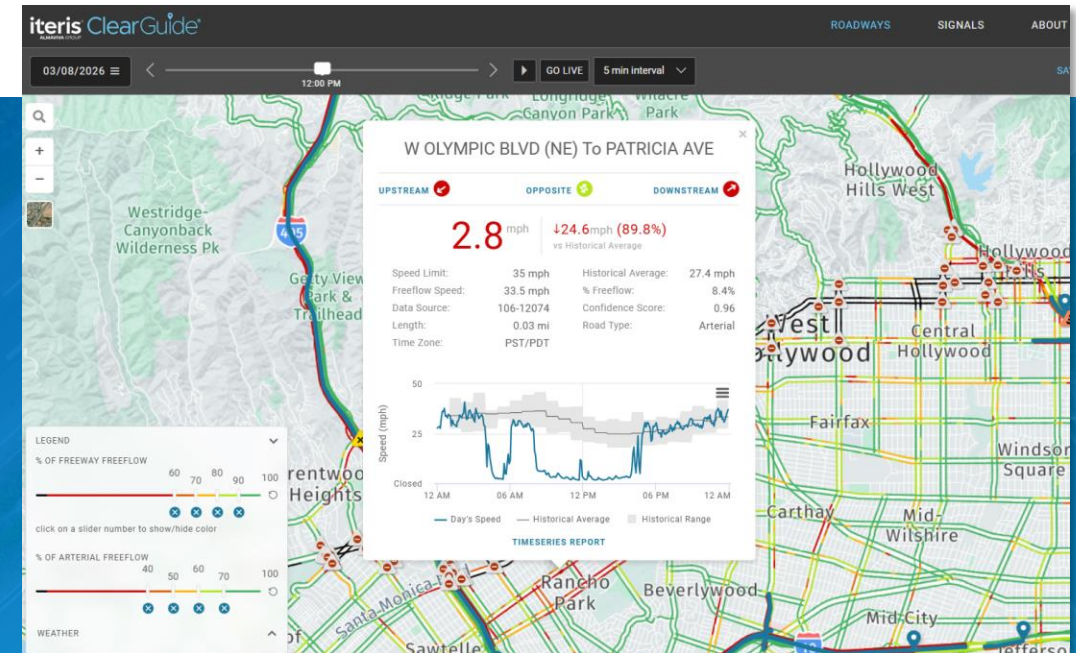 iteris ClearGuide®
ROADWAYS SIGNALS ABOUT
03/08/2026
12:00 PM
GO LIVE 5 min interval
W OLYMPIC BLVD (NE) To PATRICIA AVE
UPSTREAM OPPOSITE DOWNSTREAM
2.8 mph ↓24.6mph (89.8%)
vs Historical Average
Speed Limit: 35 mph Historical Average: 27.4 mph
Freeflow Speed: 33.5 mph % Freeflow: 8.4%
Data Source: 106-12074 Confidence Score: 0.96
Length: 0.03 mi Road Type: Arterial
Time Zone: PST/PDT
Speed (mph)
50
25
Closed
12 AM 06 AM 12 PM 06 PM 12 AM
Day's Speed Historical Average Historical Range
TIMESERIES REPORT
Canyon Park Park
Westridge-
Canyonback
Wilderness Pk
405
Getty View
Park &
Trailhead
Hollywood
Hills West
Hollywood
Hills
West
Hollywood
Central
Hollywood
Fairfax
Windsor
Square
Heights
Carthay
Mid-
Wilshire
Rancho
Park
Beverlywood
Santa Monica
Mid-City
Sawtelle
10
LEGEND
% OF FREEWAY FREEFLOW
60 70 80 90 100
click on a slider number to show/hide color
% OF ARTERIAL FREEFLOW
40 50 60 70 100
WEATHER